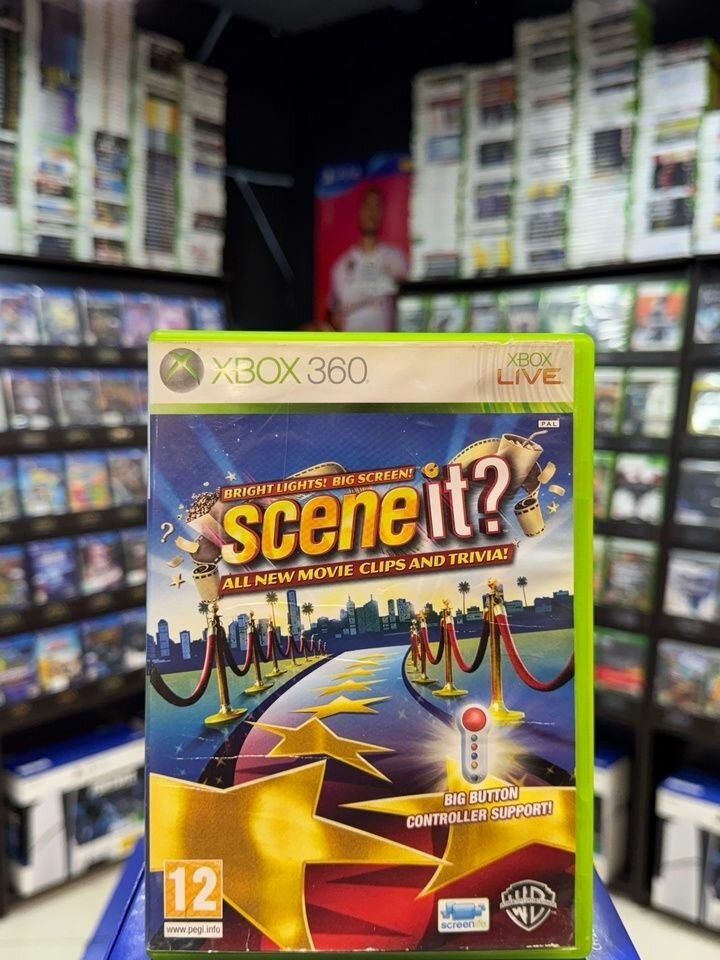 XBOX 360
XBOX
LIVE
PAL
BRIGHT LIGHTS! BIG SCREEN!
scene it?
ALL NEW MOVIE CLIPS AND TRIVIA!
BIG BUTTON
CONTROLLER SUPPORT!
12
www.pegi.info
screenlife
WB